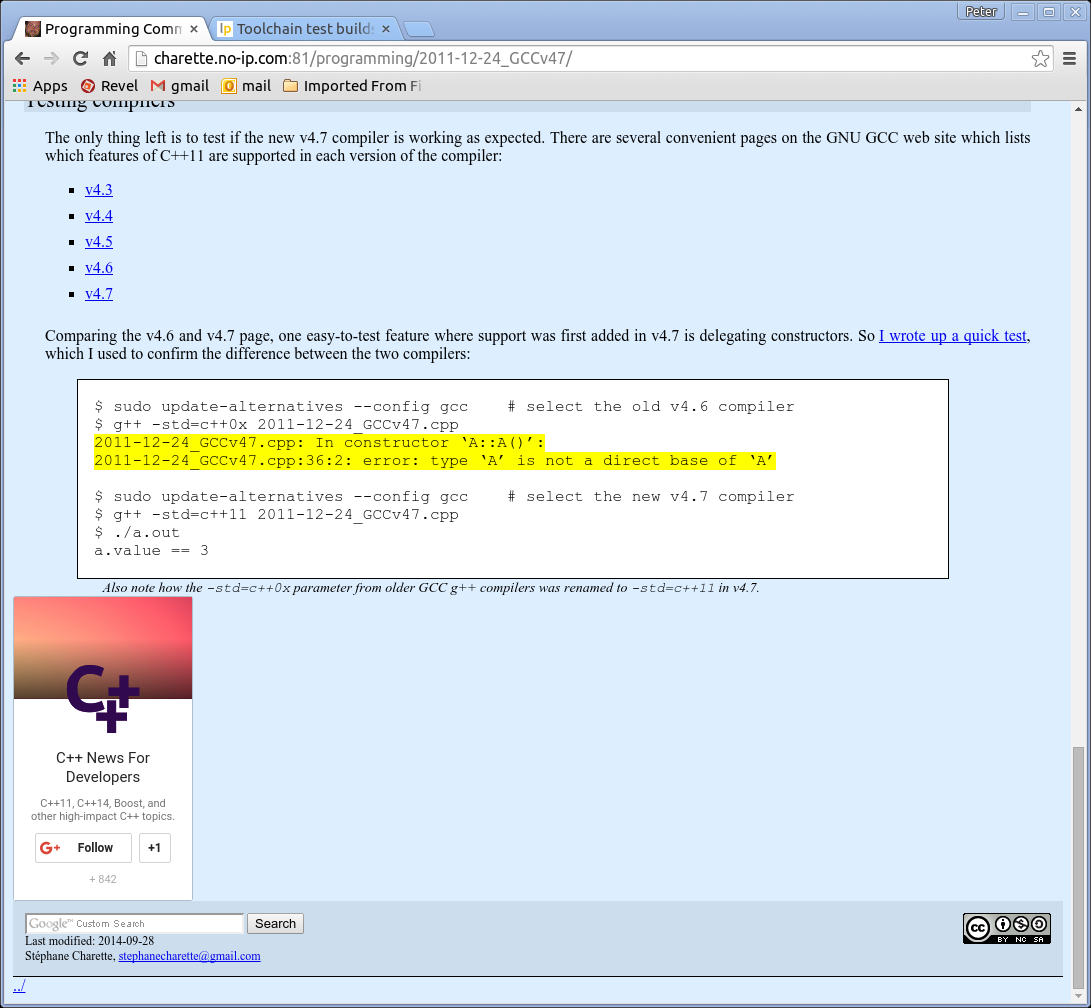 Peter
Programming Comm
Toolchain test builds
charette.no-ip.com:81/programming/2011-12-24_GCCv47/
Apps Revel gmail mail Imported From Fi
Testing compilers
The only thing left is to test if the new v4.7 compiler is working as expected. There are several convenient pages on the GNU GCC web site which lists
which features of C++11 are supported in each version of the compiler:
v4.3
v4.4
v4.5
v4.6
v4.7
Comparing the v4.6 and v4.7 page, one easy-to-test feature where support was first added in v4.7 is delegating constructors. So I wrote up a quick test,
which I used to confirm the difference between the two compilers:
$ sudo update-alternatives --config gcc    # select the old v4.6 compiler
$ g++ -std=c++0x 2011-12-24_GCCv47.cpp
2011-12-24_GCCv47.cpp: In constructor ‘A::A()’:
2011-12-24_GCCv47.cpp:36:2: error: type ‘A’ is not a direct base of ‘A’
$ sudo update-alternatives --config gcc    # select the new v4.7 compiler
$ g++ -std=c++11 2011-12-24_GCCv47.cpp
$ ./a.out
a.value == 3
Also note how the -std=c++0x parameter from older GCC g++ compilers was renamed to -std=c++11 in v4.7.
C++
C++ News For
Developers
C++11, C++14, Boost, and
other high-impact C++ topics.
G+ Follow +1
+ 842
Google™ Custom Search Search
Last modified: 2014-09-28
Stéphane Charette, stephanecharette@gmail.com
cc BY NC SA
../